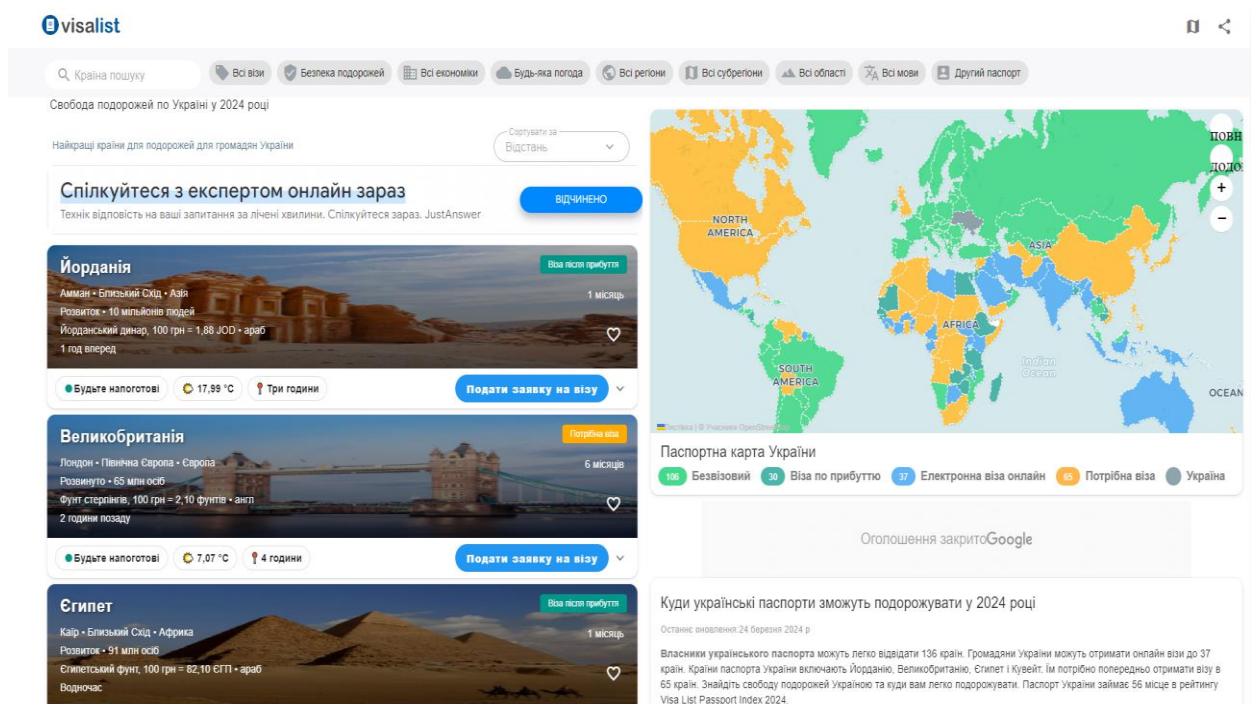 visalist
Країна пошуку
Всі візи
Безпека подорожей
Всі економіки
Будь-яка погода
Всі регіони
Всі субрегіони
Всі області
Всі мови
Другий паспорт
Свобода подорожей по Україні у 2024 році
Найкращі країни для подорожей для громадян України
Сортувати за
Відстань
Спілкуйтеся з експертом онлайн зараз
Технік відповість на ваші запитання за лічені хвилини. Спілкуйтеся зараз. JustAnswer
ВІДЧИНЕНО
Йорданія
Віза після прибуття
Амман • Близький Схід • Азія
1 місяць
Розвиток • 10 мільйонів людей
Йорданський динар, 100 грн = 1,88 JOD • араб
1 год вперед
Будьте напоготові
17,99 °C
Три години
Подати заявку на візу
Великобританія
Потрібна віза
Лондон • Північна Європа • Європа
6 місяців
Розвинуто • 65 млн осіб
Фунт стерлінгів, 100 грн = 2,10 фунтів • англ
2 години позаду
Будьте напоготові
7,07 °C
4 години
Подати заявку на візу
Єгипет
Віза після прибуття
Каїр • Близький Схід • Африка
1 місяць
Розвиток • 91 млн осіб
Єгипетський фунт, 100 грн = 82,10 ЄГП • араб
Водночас
повн
додо
+
−
NORTH
AMERICA
ASIA
AFRICA
SOUTH
AMERICA
Indian
Ocean
OCEAN
Паспортна карта України
106 Безвізовий
30 Віза по прибуттю
37 Електронна віза онлайн
65 Потрібна віза
Україна
Оголошення закритоGoogle
Куди українські паспорти зможуть подорожувати у 2024 році
Останнє оновлення:24 березня 2024 р
Власники українського паспорта можуть легко відвідати 136 країн. Громадяни України можуть отримати онлайн візи до 37
країн. Країни паспорта України включають Йорданію, Великобританію, Єгипет і Кувейт. Їм потрібно попередньо отримати візу в
65 країн. Знайдіть свободу подорожей Україною та куди вам легко подорожувати. Паспорт України займає 56 місце в рейтингу
Visa List Passport Index 2024.